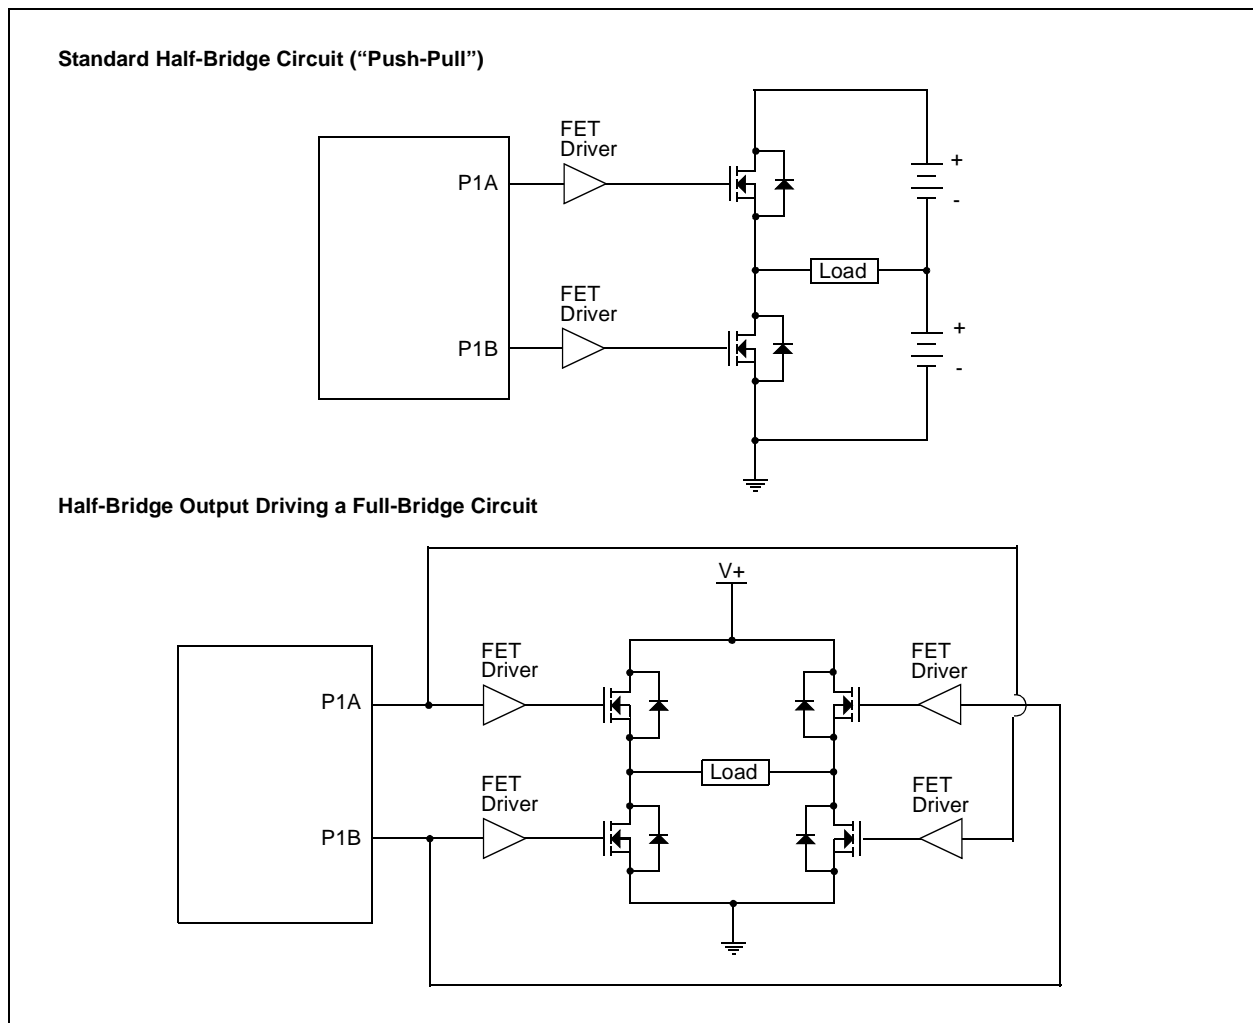 Standard Half-Bridge Circuit (“Push-Pull”)
FET
Driver
P1A
+
-
Load
FET
Driver
P1B
+
-
Half-Bridge Output Driving a Full-Bridge Circuit
V+
FET
Driver
FET
Driver
P1A
Load
FET
Driver
FET
Driver
P1B